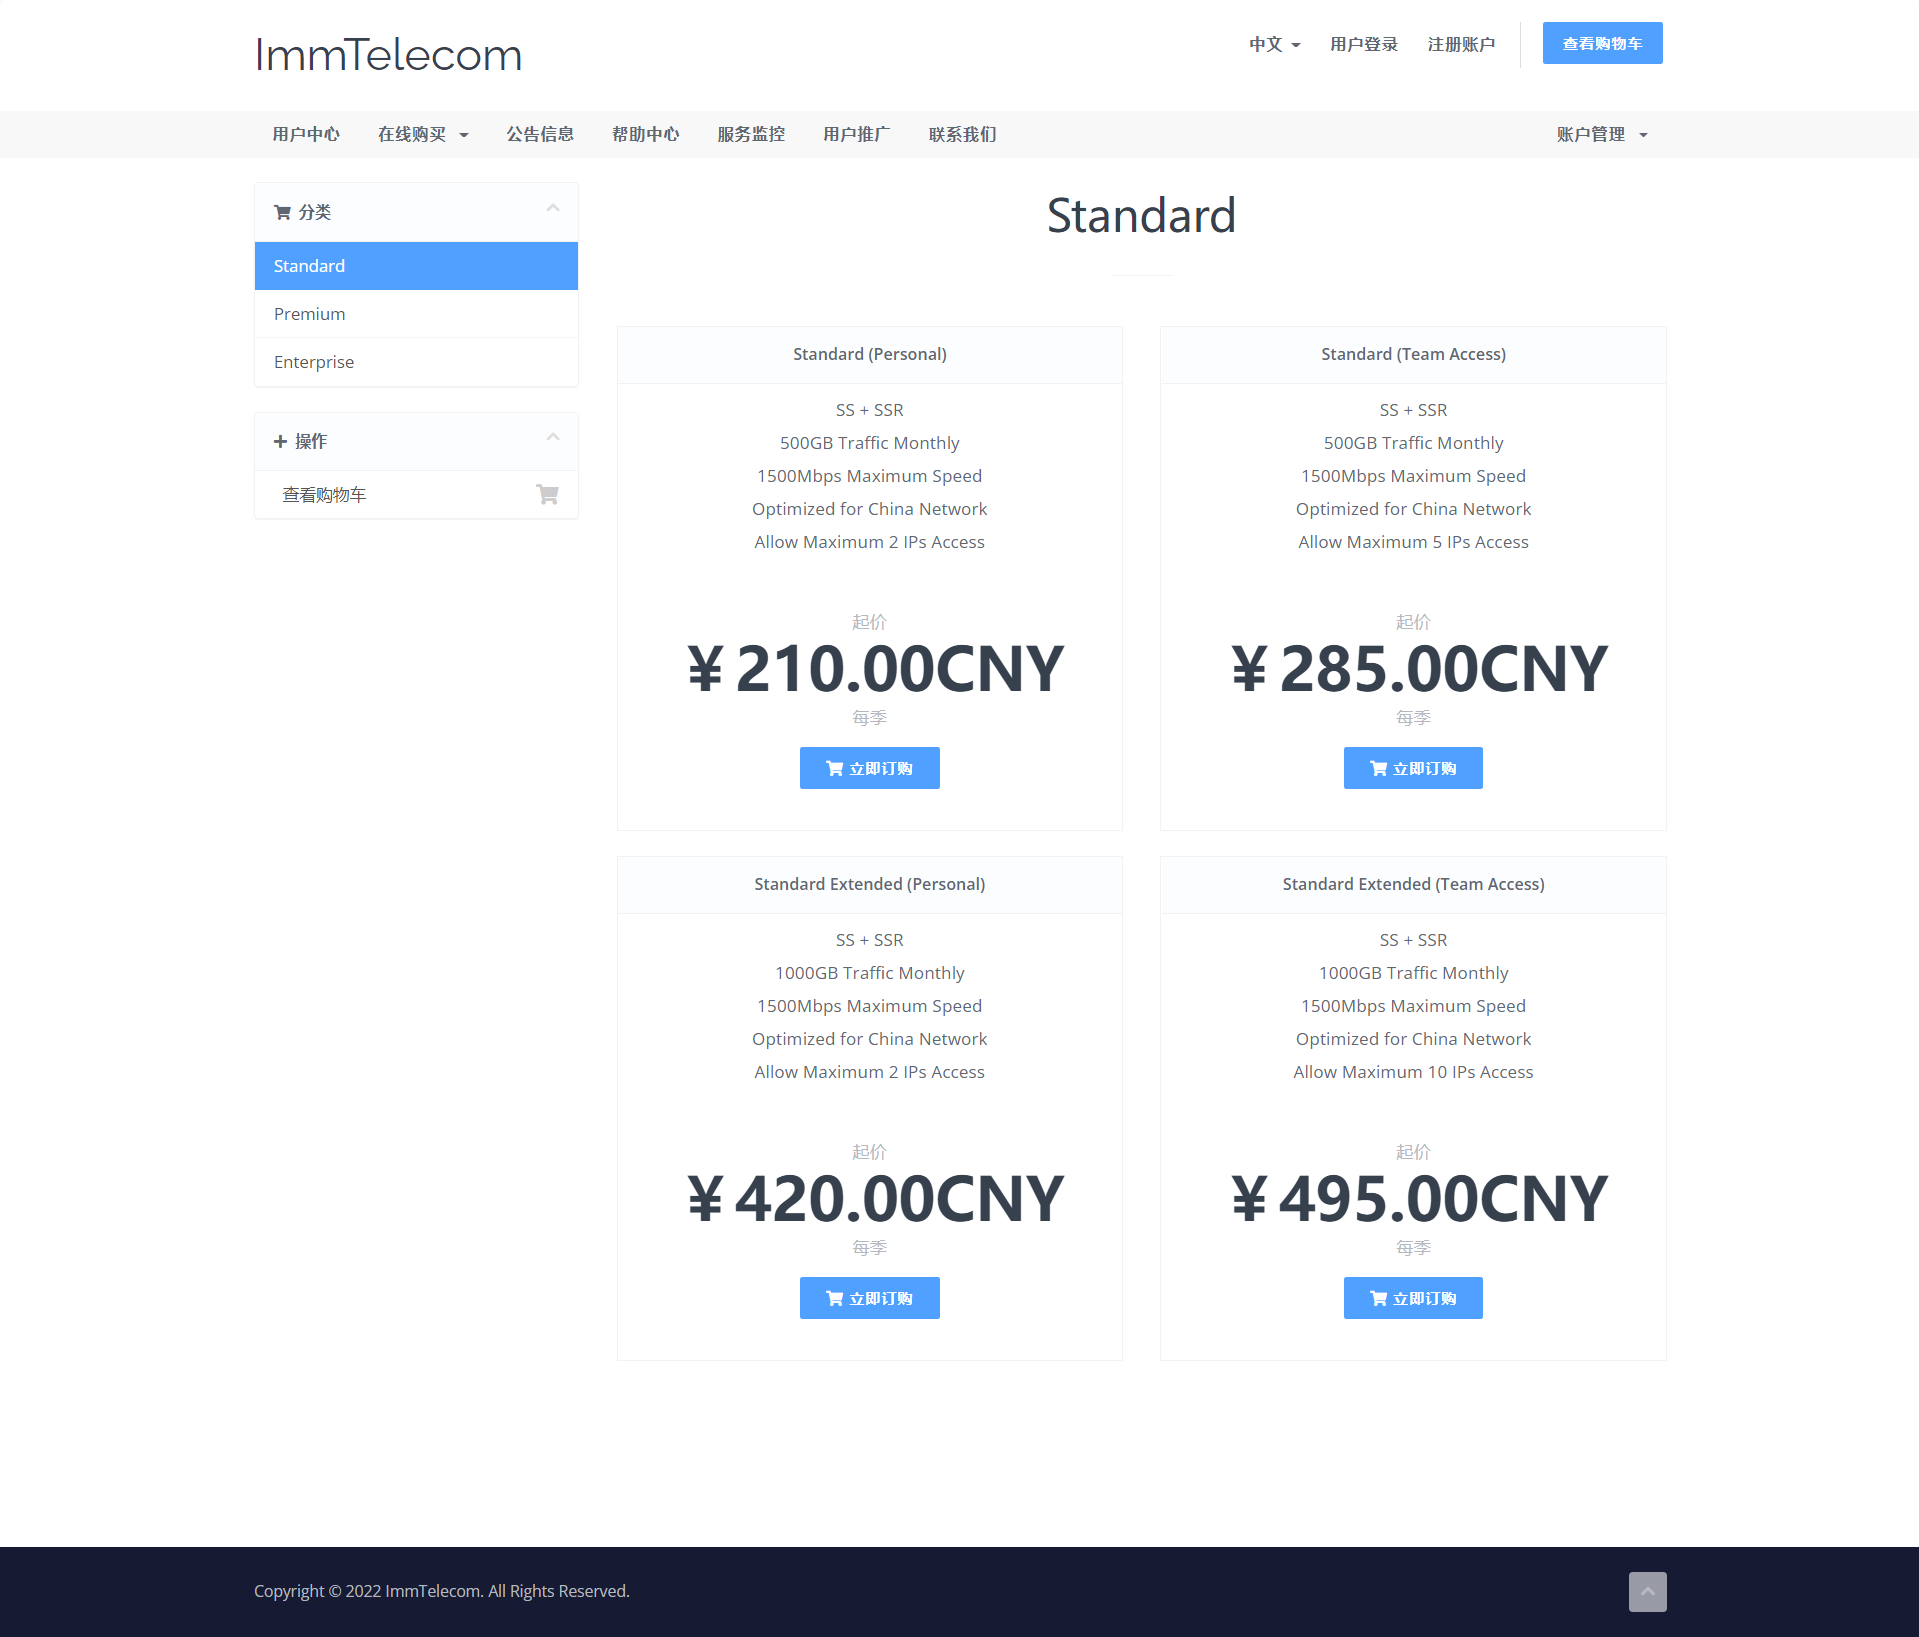 ImmTelecom
中文
用户登录
注册账户
查看购物车
用户中心
在线购买
公告信息
帮助中心
服务监控
用户推广
联系我们
账户管理
分类
Standard
Premium
Enterprise
操作
查看购物车
Standard
Standard (Personal)
SS + SSR
500GB Traffic Monthly
1500Mbps Maximum Speed
Optimized for China Network
Allow Maximum 2 IPs Access
起价
¥210.00CNY
每季
立即订购
Standard (Team Access)
SS + SSR
500GB Traffic Monthly
1500Mbps Maximum Speed
Optimized for China Network
Allow Maximum 5 IPs Access
起价
¥285.00CNY
每季
立即订购
Standard Extended (Personal)
SS + SSR
1000GB Traffic Monthly
1500Mbps Maximum Speed
Optimized for China Network
Allow Maximum 2 IPs Access
起价
¥420.00CNY
每季
立即订购
Standard Extended (Team Access)
SS + SSR
1000GB Traffic Monthly
1500Mbps Maximum Speed
Optimized for China Network
Allow Maximum 10 IPs Access
起价
¥495.00CNY
每季
立即订购
Copyright © 2022 ImmTelecom. All Rights Reserved.